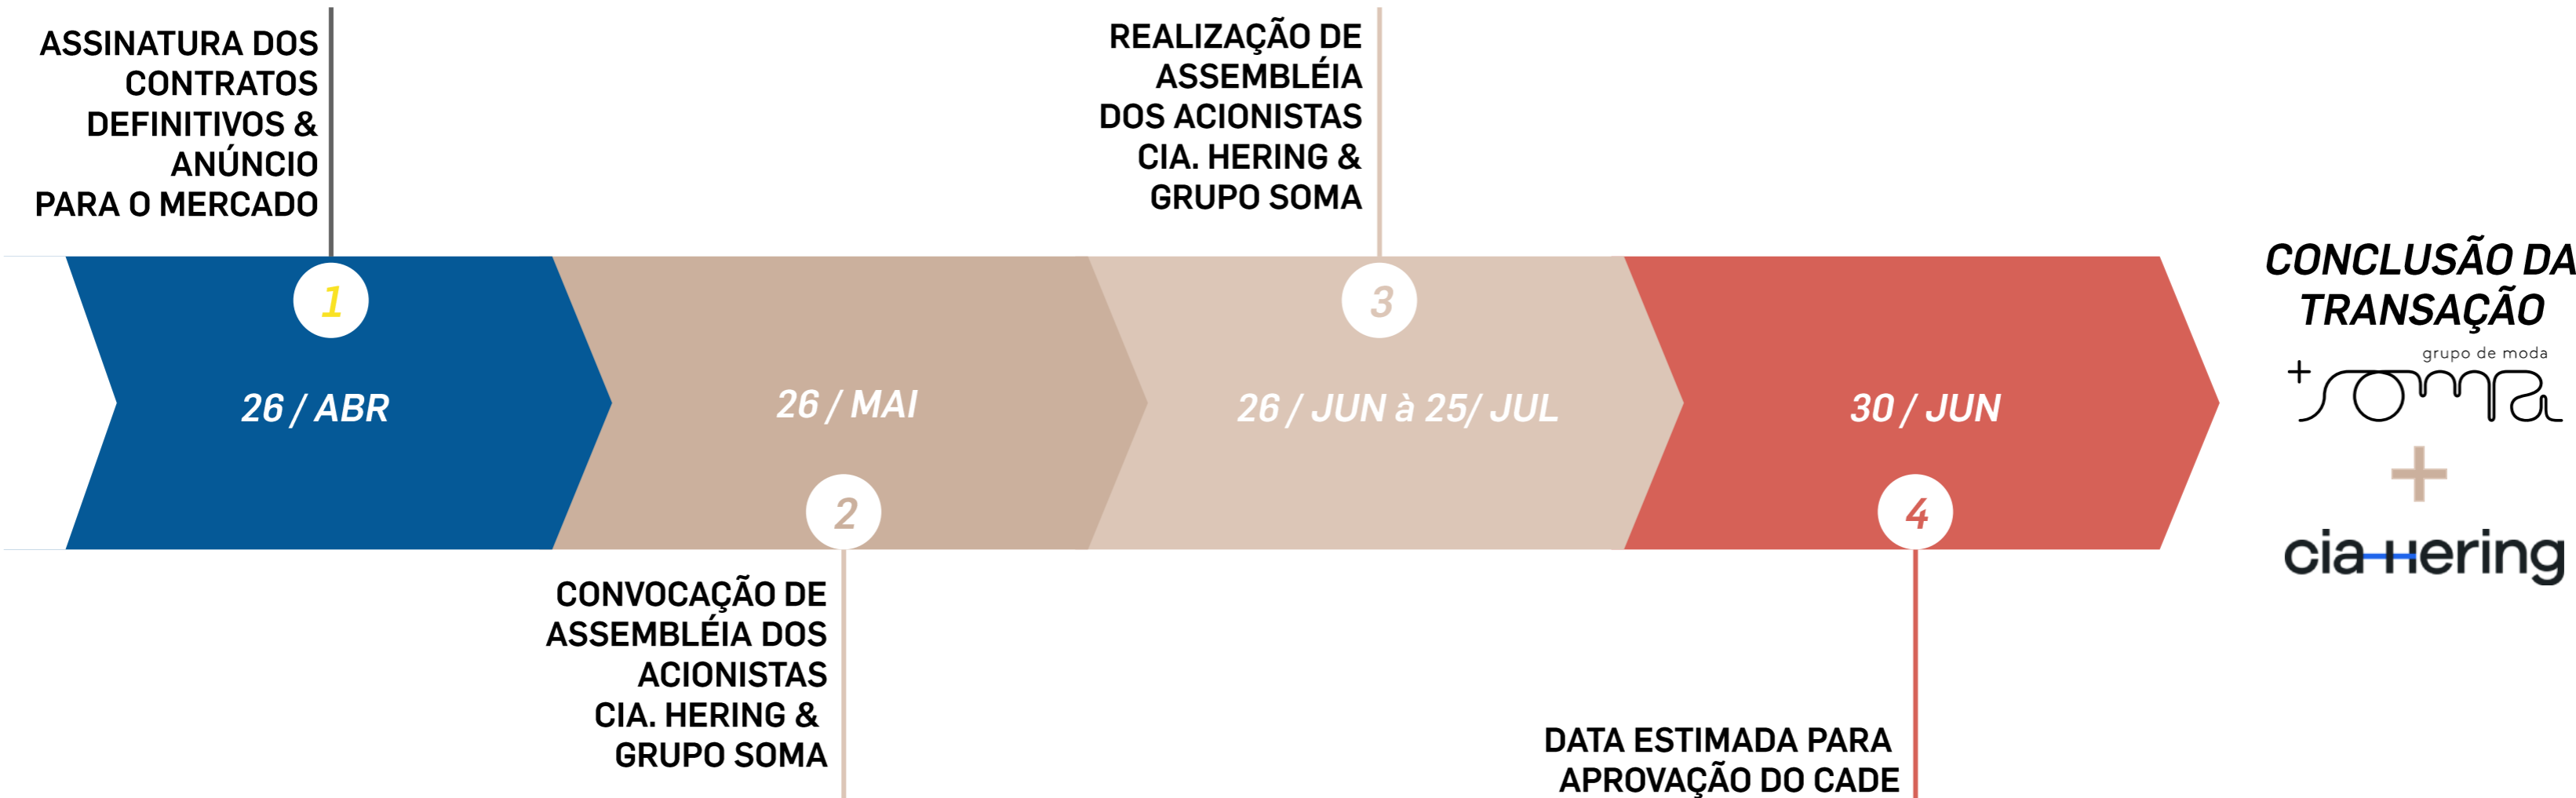 ASSINATURA DOS
CONTRATOS
DEFINITIVOS &
ANÚNCIO
PARA O MERCADO
REALIZAÇÃO DE
ASSEMBLÉIA
DOS ACIONISTAS
CIA. HERING &
GRUPO SOMA
1
26 / ABR
26 / MAI
2
3
26 / JUN à 25/ JUL
30 / JUN
4
CONVOCAÇÃO DE
ASSEMBLÉIA DOS
ACIONISTAS
CIA. HERING &
GRUPO SOMA
DATA ESTIMADA PARA
APROVAÇÃO DO CADE
CONCLUSÃO DA
TRANSAÇÃO
grupo de moda
+soma
+
cia hering